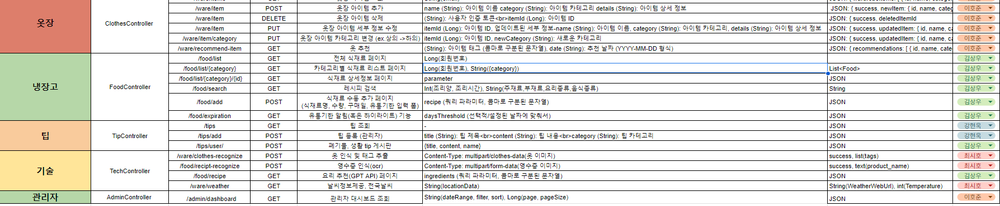 옷장 ClothesController
/ware/item POST 옷장 아이템 추가 name (String): 아이템 이름 category (String): 아이템 카테고리 details (String): 아이템 상세 정보 JSON: { success, newItem: { id, name, categ 이호준
/ware/item DELETE 옷장 아이템 삭제 (String): 사용자 인증 토큰<br>itemId (Long): 아이템 ID JSON: { success, deletedItemId 이호준
/ware/item PUT 옷장 아이템 세부 정보 수정 itemId (Long): 아이템 ID, 업데이트된 세부 정보-name (String): 아이템 이름, category (String): 아이템 카테고리, details (String): 아이템 상세 정보 JSON: { success, updatedItem: { id, name, ca 이호준
/ware/item/category PUT 옷장 아이템 카테고리 변경 (ex.상의 ->하의) itemId (Long): 아이템 ID, newCategory (String): 새로운 카테고리 JSON: { success, updatedItem: { id, name, ca 이호준
/ware/recommend-item GET 옷 추천 (String): 아이템 태그 (콤마로 구분된 문자열), date (String): 추천 날짜 (YYYY-MM-DD 형식) JSON: { recommendations: [ { id, name, categ 이호준
냉장고 FoodController
/food/list GET 전체 식재료 페이지 Long(회원번호) 김상우
/food/list/{category} GET 카테고리별 식재료 리스트 페이지 Long(회원번호), String({category}) List<Food> 김상우
/food/list/{category}/{id} GET 식재료 상세정보 페이지 parameter JSON 김상우
/food/search GET 레시피 검색 Int(조리양, 조리시간), String(주재료,부재료,요리종류,음식종류) String 김상우
/food/add POST 식재료 수동 추가 페이지
(식재료명, 수량, 구매일, 유통기한 입력 폼) recipe (쿼리 파라미터, 콤마로 구분된 문자열) JSON 김상우
/food/expiration GET 유통기한 알림(혹은 하이라이트) 기능 daysThreshold (선택적/설정된 날짜에 맞춰서) JSON 김상우
팁 TipController
/tips GET 팁 조회 - JSON 강현욱
/tips/add POST 팁 등록 (관리자) title (String): 팁 제목<br>content (String): 팁 내용<br>category (String): 팁 카테고리 JSON 강현욱
/tips/user/ POST 폐기물, 생활 tip 게시판 {title, content, name} JSON 김상우
기술 TechController
/ware/clothes-recognize POST 옷 인식 및 태그 추출 Content-Type: multipart/clothes-data(옷 이미지) success, list(tags) 최시호
/food/recipt-recognize POST 영수증 인식(ocr) Content-Type: multipart/form-data(영수증 이미지) success, text(product_name) 최시호
/food/recipe GET 요리 추천(GPT API) 페이지 ingredients (쿼리 파라미터, 콤마로 구분된 문자열) JSON 김상우
/ware/weather GET 날씨정보제공, 전국날씨 String(locationData) String(WeatherWebUrl), int(Temperature) 최시호
관리자 AdminController
/admin/dashboard GET 관리자 대시보드 조회 String(dateRange, filter, sort), Long(page, pageSize) JSON 이호준